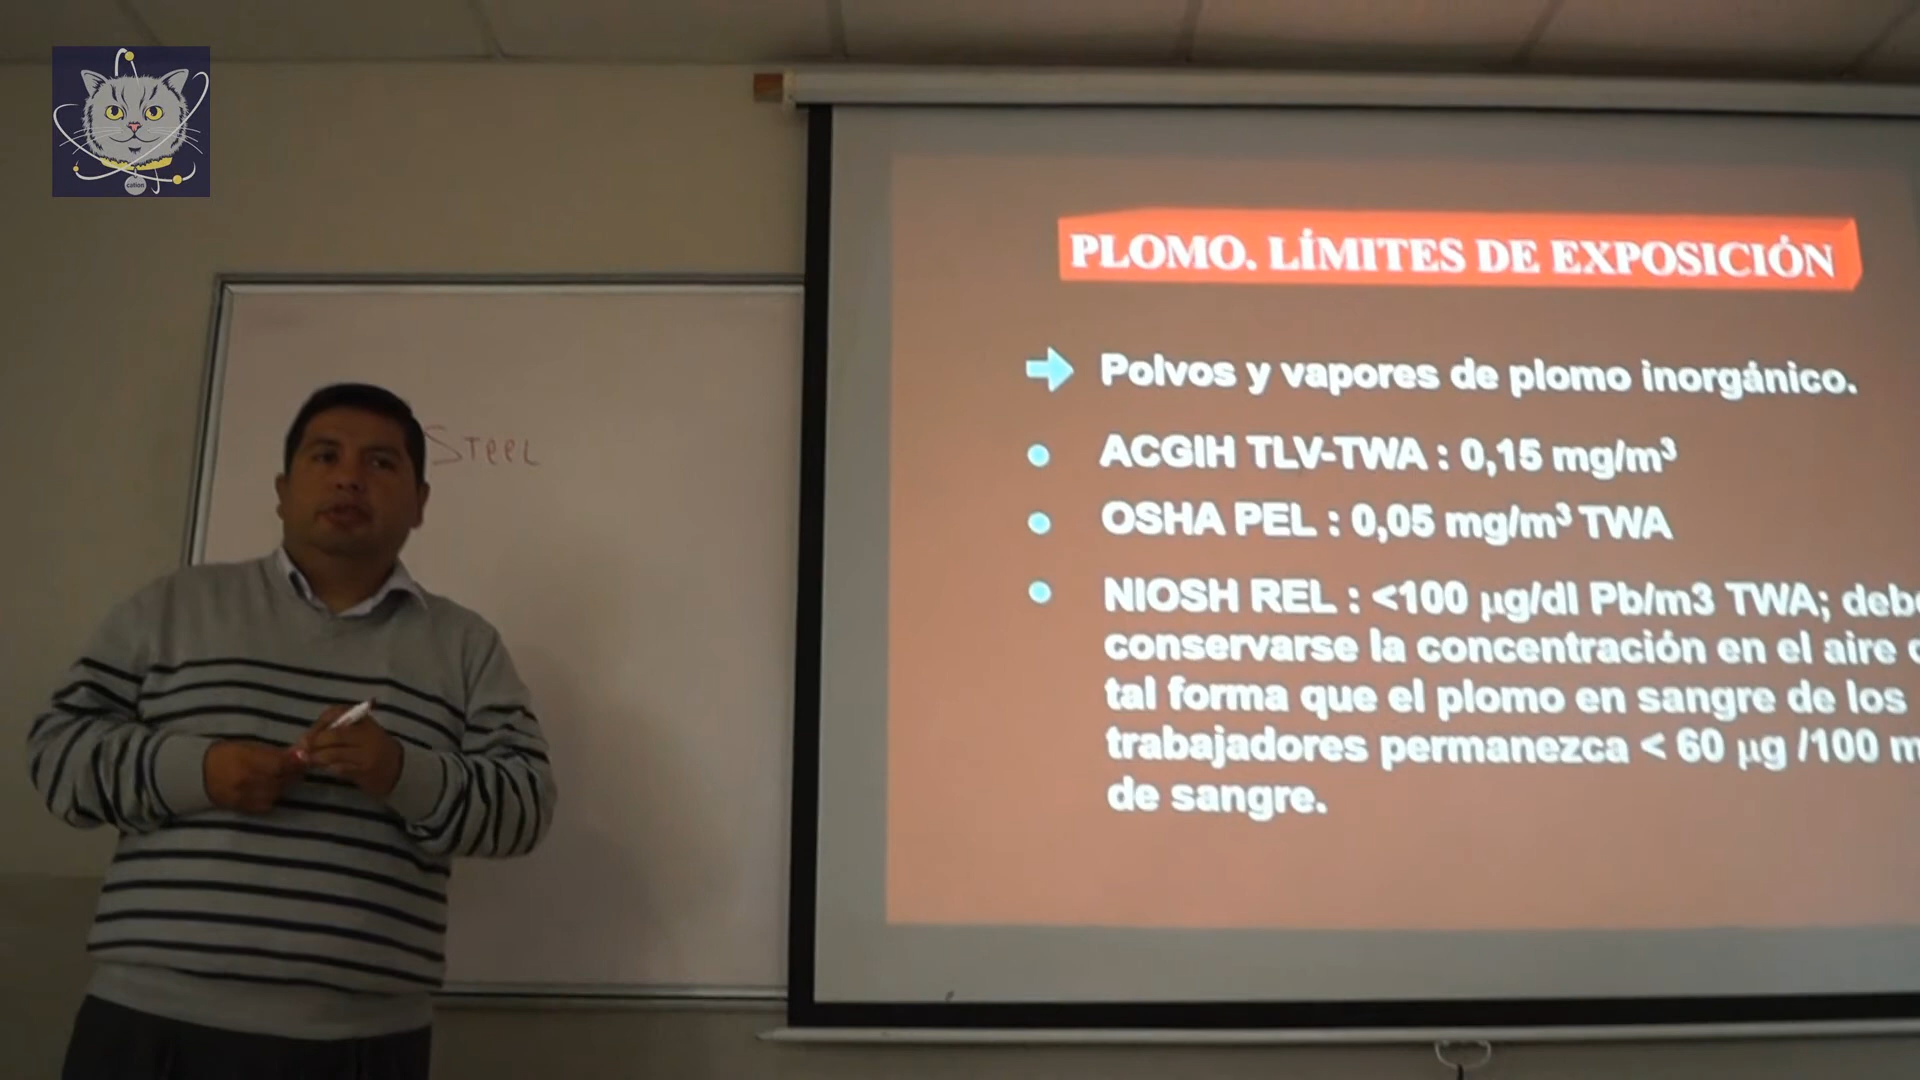 cation
Steel
PLOMO. LÍMITES DE EXPOSICIÓN
Polvos y vapores de plomo inorgánico.
ACGIH TLV-TWA : 0,15 mg/m³
OSHA PEL : 0,05 mg/m³ TWA
NIOSH REL : <100 µg/dl Pb/m3 TWA;
conservarse la concentración en el aire
tal forma que el plomo en sangre de los
trabajadores permanezca < 60 µg /100
de sangre.